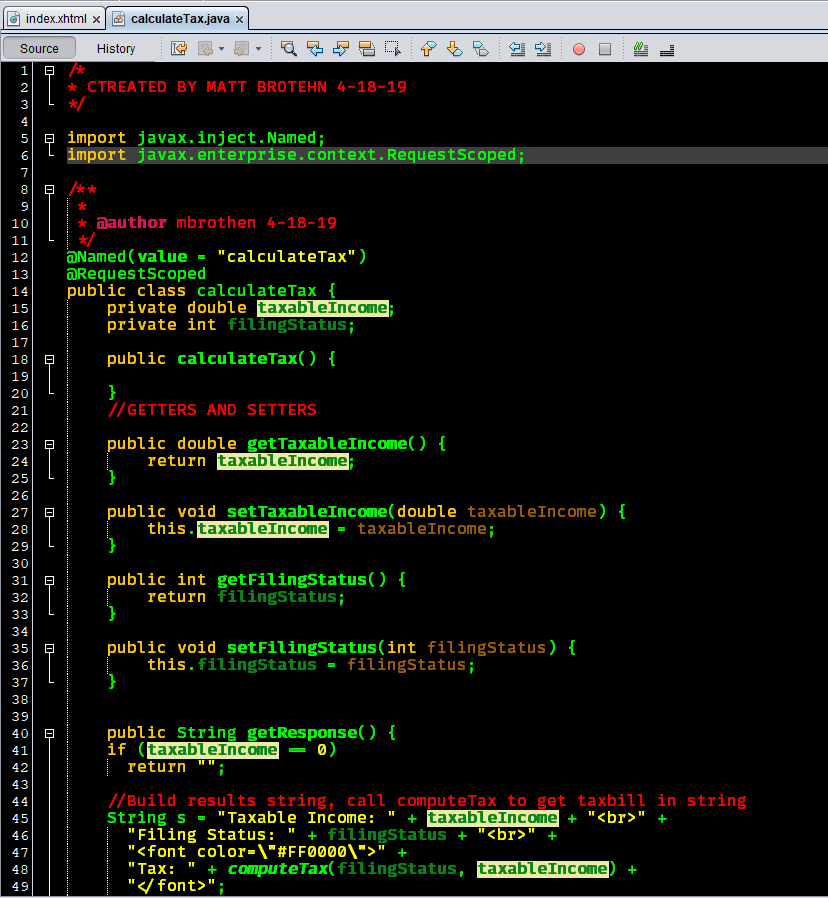 index.xhtml calculateTax.java
Source History
1 /*
2 * CTREATED BY MATT BROTEHN 4-18-19
3 */
4
5 import javax.inject.Named;
6 import javax.enterprise.context.RequestScoped;
7
8 /**
9 *
10 * @author mbrothen 4-18-19
11 */
12 @Named(value = "calculateTax")
13 @RequestScoped
14 public class calculateTax {
15 private double taxableIncome;
16 private int filingStatus;
17
18 public calculateTax() {
19
20 }
21 //GETTERS AND SETTERS
22
23 public double getTaxableIncome() {
24 return taxableIncome;
25 }
26
27 public void setTaxableIncome(double taxableIncome) {
28 this.taxableIncome = taxableIncome;
29 }
30
31 public int getFilingStatus() {
32 return filingStatus;
33 }
34
35 public void setFilingStatus(int filingStatus) {
36 this.filingStatus = filingStatus;
37 }
38
39
40 public String getResponse() {
41 if (taxableIncome == 0)
42 return "";
43
44 //Build results string, call computeTax to get taxbill in string
45 String s = "Taxable Income: " + taxableIncome + "<br>" +
46 "Filing Status: " + filingStatus + "<br>" +
47 "<font color=\"#FF0000\">" +
48 "Tax: " + computeTax(filingStatus, taxableIncome) +
49 "</font>";